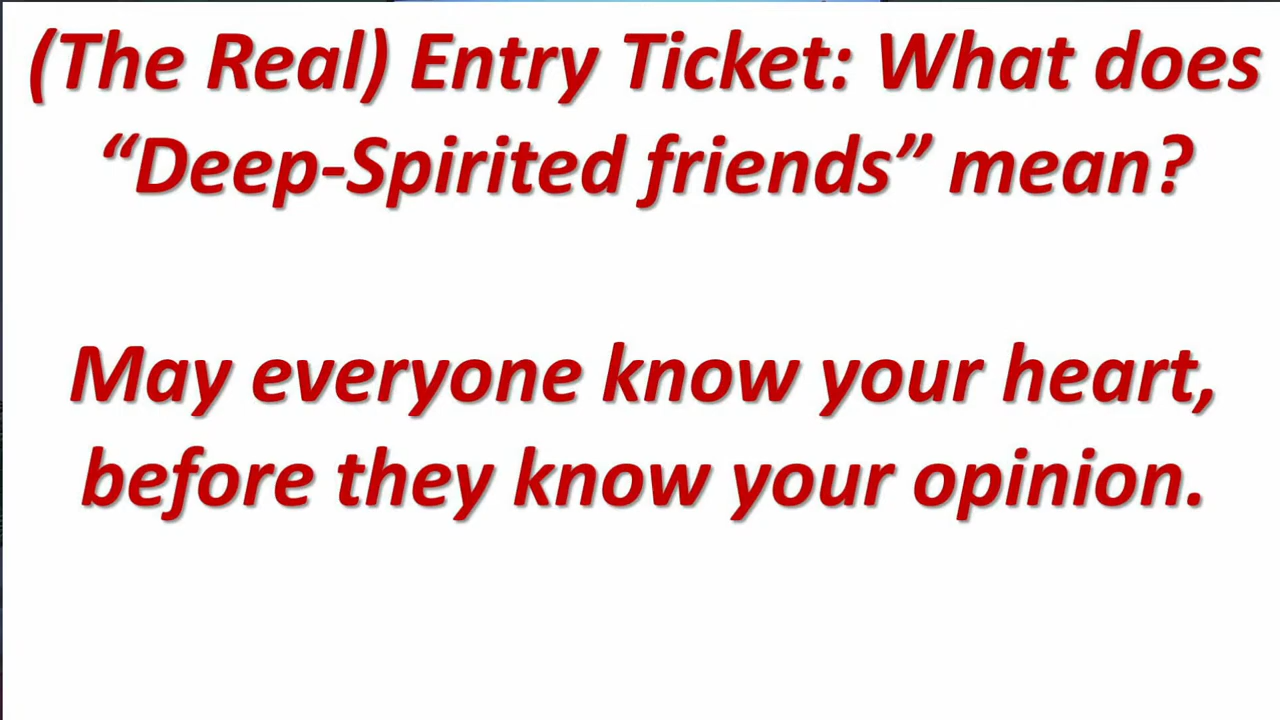 (The Real) Entry Ticket: What does
“Deep-Spirited friends” mean?
May everyone know your heart,
before they know your opinion.